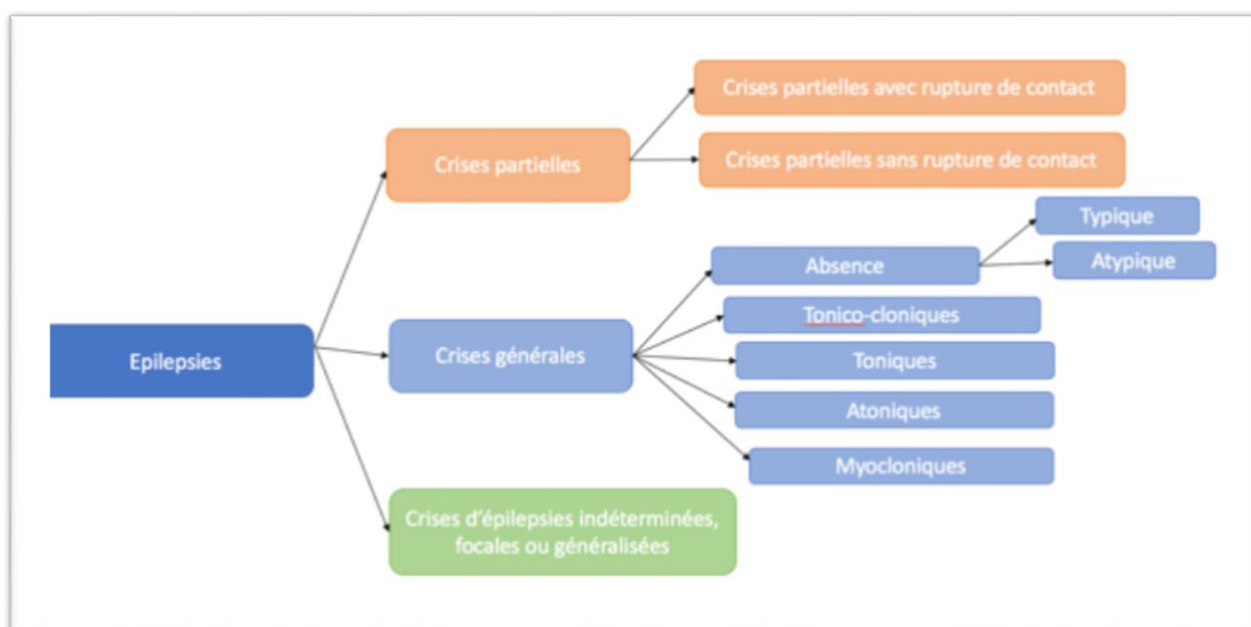 Crises partielles avec rupture de contact
Crises partielles
Crises partielles sans rupture de contact
Typique
Absence
Atypique
Tonico-cloniques
Epilepsies
Crises générales
Toniques
Atoniques
Myocloniques
Crises d'épilepsies indéterminées,
focales ou généralisées